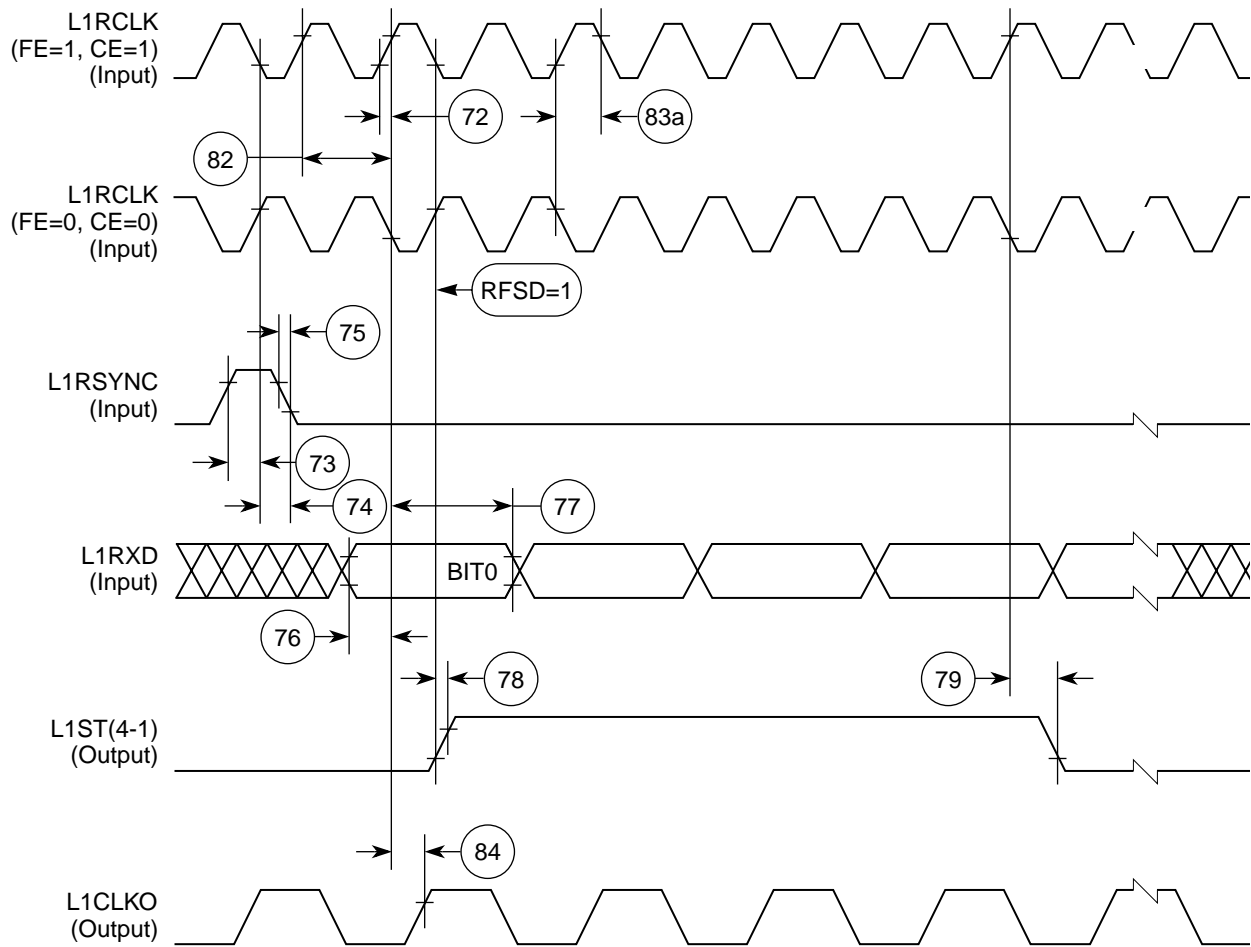 L1RCLK
(FE=1, CE=1)
(Input)
72
83a
82
L1RCLK
(FE=0, CE=0)
(Input)
RFSD=1
75
L1RSYNC
(Input)
73
74
77
L1RXD
(Input)
BIT0
76
78
79
L1ST(4-1)
(Output)
84
L1CLKO
(Output)